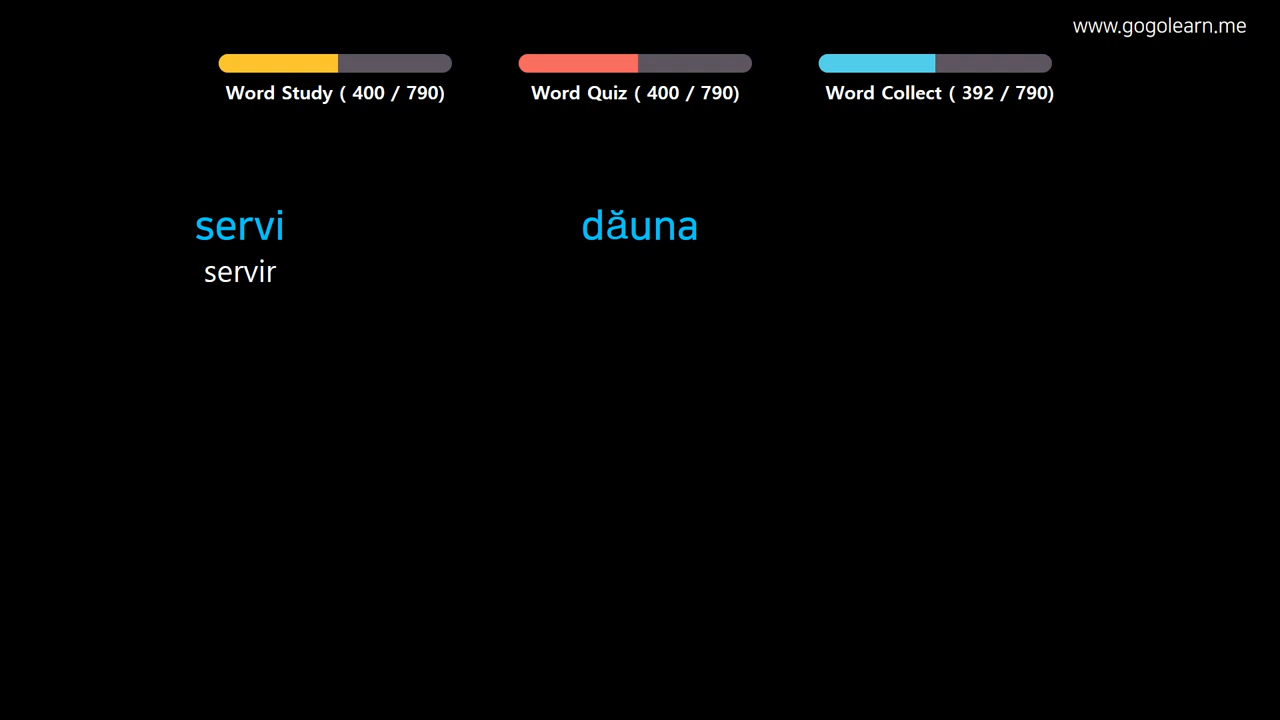 www.gogolearn.me
Word Study ( 400 / 790)
Word Quiz ( 400 / 790)
Word Collect ( 392 / 790)
servi
servir
dăuna